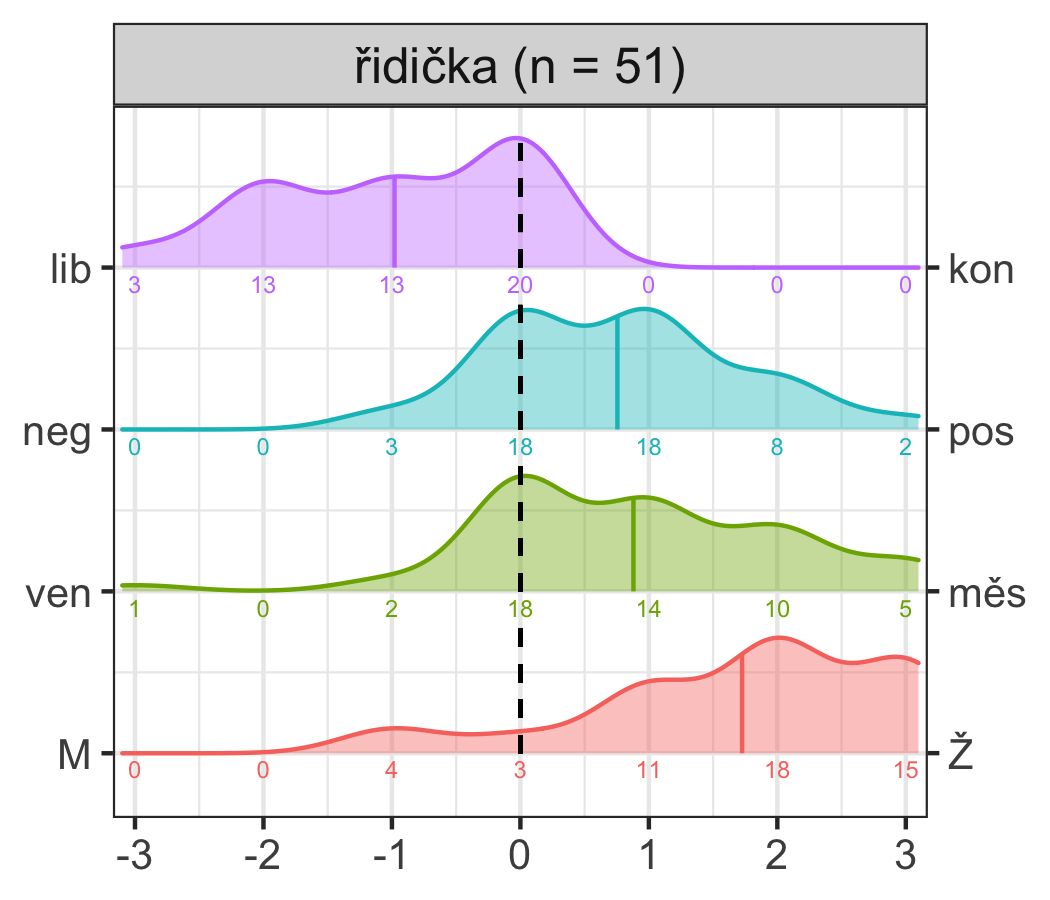 řidička (n = 51)
lib kon
3 13 13 20 0 0 0
neg pos
0 0 3 18 18 8 2
ven měs
1 0 2 18 14 10 5
M Ž
0 0 4 3 11 18 15
-3 -2 -1 0 1 2 3